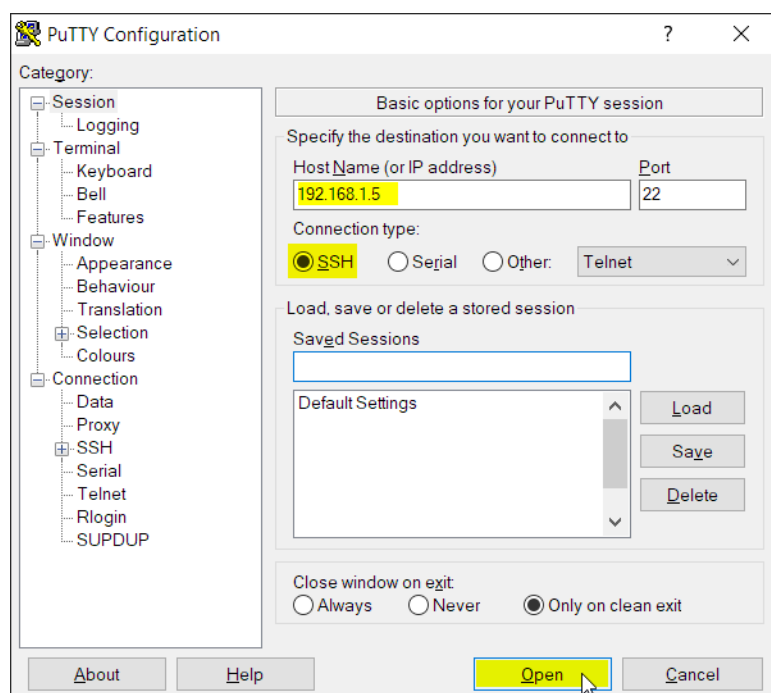 PuTTY Configuration
?
Category:
Session
Logging
Terminal
Keyboard
Bell
Features
Window
Appearance
Behaviour
Translation
Selection
Colours
Connection
Data
Proxy
SSH
Serial
Telnet
Rlogin
SUPDUP
Basic options for your PuTTY session
Specify the destination you want to connect to
Host Name (or IP address) Port
192.168.1.5 22
Connection type:
SSH Serial Other: Telnet
Load, save or delete a stored session
Saved Sessions
Default Settings
Load
Save
Delete
Close window on exit:
Always Never Only on clean exit
About Help Open Cancel